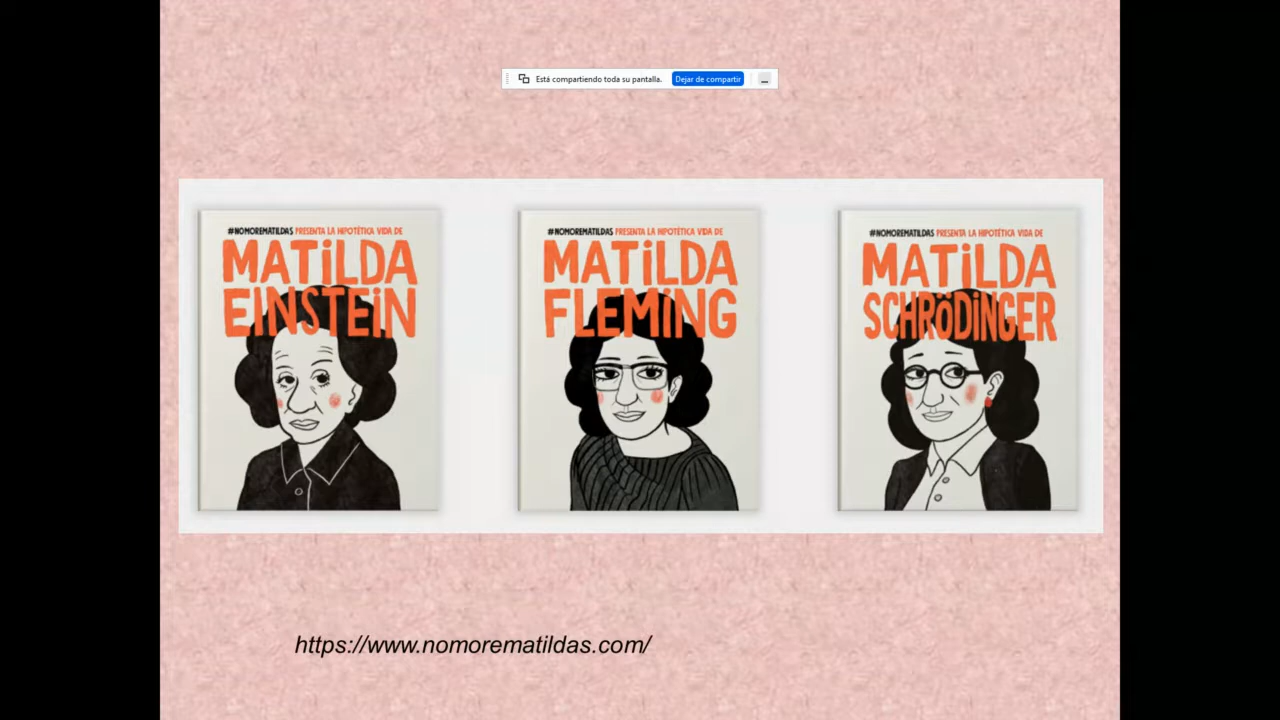 Está compartiendo toda su pantalla. Dejar de compartir
#NOMOREMATILDAS PRESENTA LA HIPOTÉTICA VIDA DE
MATiLDA
EINSTEiN
#NOMOREMATILDAS PRESENTA LA HIPOTÉTICA VIDA DE
MATiLDA
FLEMiNG
#NOMOREMATILDAS PRESENTA LA HIPOTÉTICA VIDA DE
MATiLDA
SCHRÖDiNGER
https://www.nomorematildas.com/